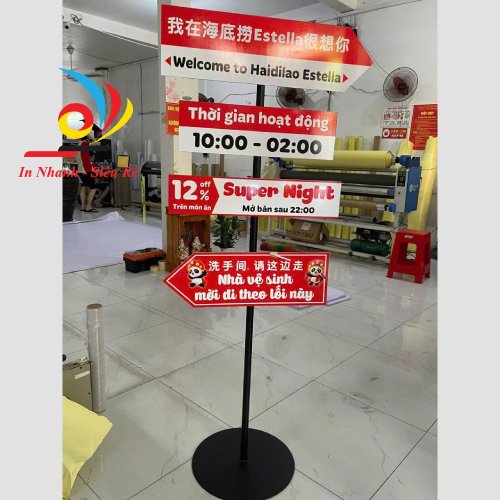 我在海底捞Estella很想你
Welcome to Haidilao Estella
Thời gian hoạt động
10:00 - 02:00
12% off
Trên món ăn
Super Night
Mở bàn sau 22:00
洗手间, 请这边走
Nhà vệ sinh
mời đi theo lối này
In Nhanh - Siêu Rẻ